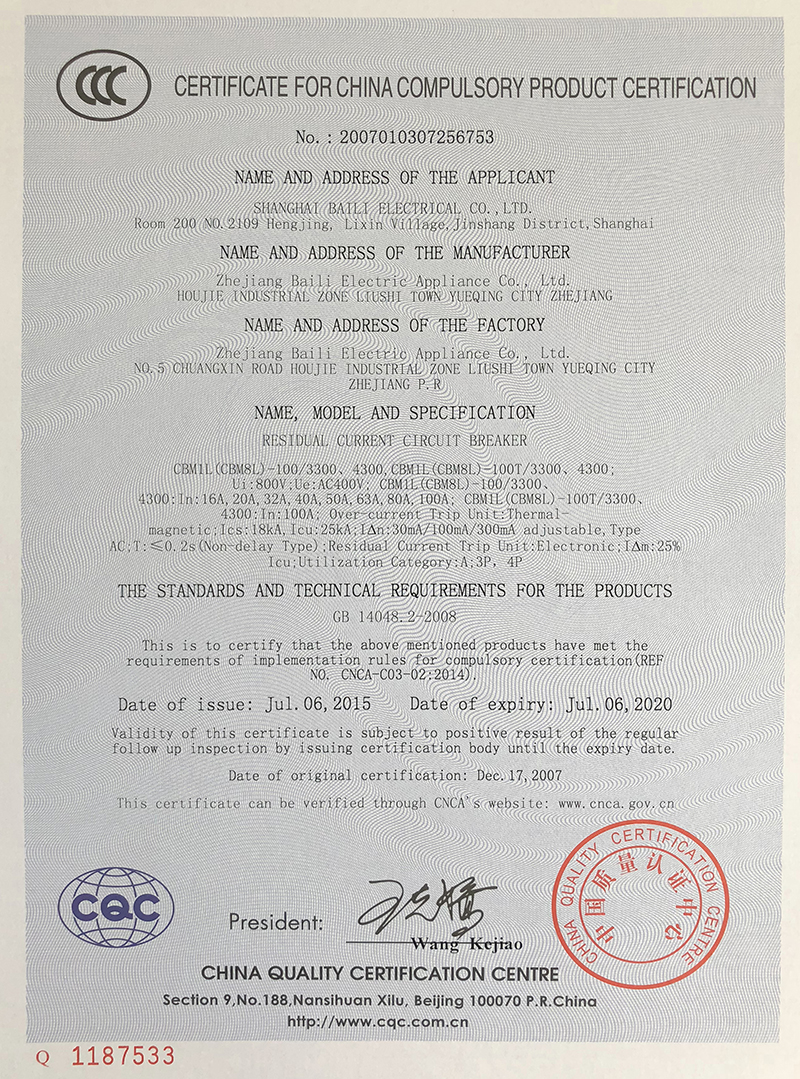 CCC CERTIFICATE FOR CHINA COMPULSORY PRODUCT CERTIFICATION
No. : 2007010307256753
NAME AND ADDRESS OF THE APPLICANT
SHANGHAI BAILI ELECTRICAL CO.,LTD.
Room 200 NO.2109 Hengjing, Lixin Village,Jinshang District,Shanghai
NAME AND ADDRESS OF THE MANUFACTURER
Zhejiang Baili Electric Appliance Co., Ltd.
HOUJIE INDUSTRIAL ZONE LIUSHI TOWN YUEQING CITY ZHEJIANG
NAME AND ADDRESS OF THE FACTORY
Zhejiang Baili Electric Appliance Co., Ltd.
NO.5 CHUANGXIN ROAD HOUJIE INDUSTRIAL ZONE LIUSHI TOWN YUEQING CITY
ZHEJIANG P.R
NAME, MODEL AND SPECIFICATION
RESIDUAL CURRENT CIRCUIT BREAKER
CBM1L(CBM8L)-100/3300、4300,CBM1L(CBM8L)-100T/3300、4300;
Ui:800V;Ue:AC400V; CBM1L(CBM8L)-100/3300、
4300:In:16A,20A,32A,40A,50A,63A,80A,100A; CBM1L(CBM8L)-100T/3300、
4300:In:100A; Over-current Trip Unit:Thermal-
magnetic;Ics:18kA,Icu:25kA;IΔn:30mA/100mA/300mA adjustable,Type
AC;T:≤0.2s(Non-delay Type);Residual Current Trip Unit:Electronic;IΔm:25%
Icu;Utilization Category:A;3P, 4P
THE STANDARDS AND TECHNICAL REQUIREMENTS FOR THE PRODUCTS
GB 14048.2-2008
This is to certify that the above mentioned products have met the
requirements of implementation rules for compulsory certification(REF
NO. CNCA-C03-02:2014).
Date of issue: Jul.06,2015 Date of expiry: Jul.06,2020
Validity of this certificate is subject to positive result of the regular
follow up inspection by issuing certification body until the expiry date.
Date of original certification: Dec.17,2007
This certificate can be verified through CNCA's website: www.cnca.gov.cn
CHINA QUALITY CERTIFICATION CENTRE
中国质量认证中心
CQC
President: 王克娇
Wang Kejiao
CHINA QUALITY CERTIFICATION CENTRE
Section 9,No.188,Nansihuan Xilu, Beijing 100070 P.R.China
http://www.cqc.com.cn
Q 1187533